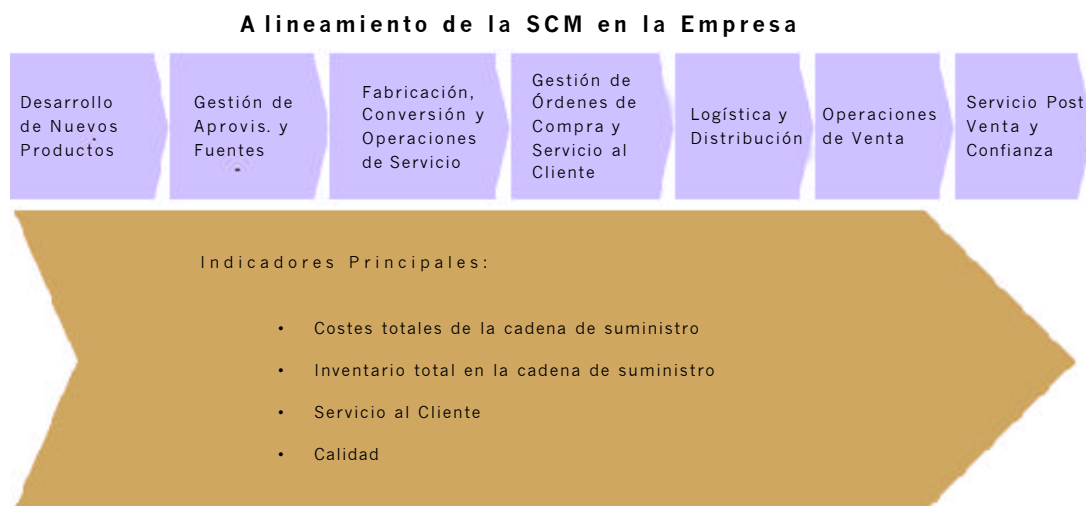 Alineamiento de la SCM en la Empresa
Desarrollo
de Nuevos
Productos
Gestión de
Aprovis. y
Fuentes
Fabricación,
Conversión y
Operaciones
de Servicio
Gestión de
Órdenes de
Compra y
Servicio al
Cliente
Logística y
Distribución
Operaciones
de Venta
Servicio Post
Venta y
Confianza
Indicadores Principales:
• Costes totales de la cadena de suministro
• Inventario total en la cadena de suministro
• Servicio al Cliente
• Calidad